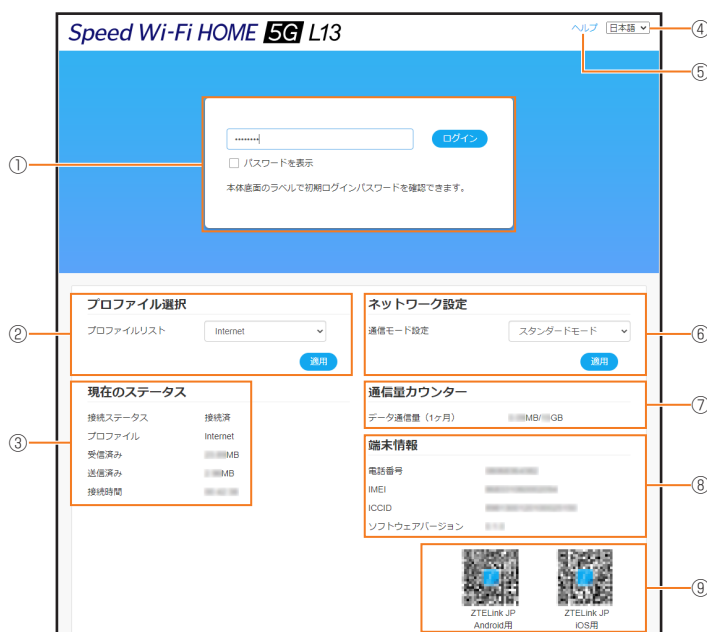 Speed Wi-Fi HOME 5G L13
ヘルプ 日本語
④
⑤
①
ログイン
パスワードを表示
本体底面のラベルで初期ログインパスワードを確認できます。
②
プロファイル選択
プロファイルリスト Internet
適用
ネットワーク設定
通信モード設定 スタンダードモード
適用
⑥
③
現在のステータス
接続ステータス 接続済
プロファイル Internet
受信済み MB
送信済み MB
接続時間
通信量カウンター
データ通信量（1ヶ月） MB/ GB
⑦
端末情報
電話番号
IMEI
ICCID
ソフトウェアバージョン
⑧
ZTELink JP
Android用
ZTELink JP
iOS用
⑨